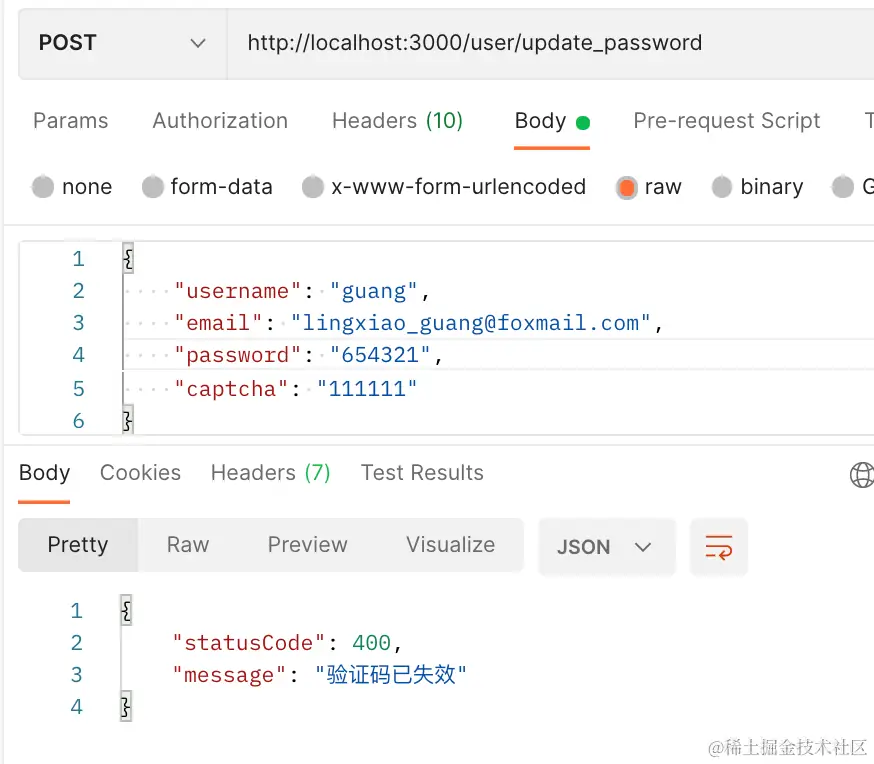 POST http://localhost:3000/user/update_password
Params Authorization Headers (10) Body Pre-request Script T
none form-data x-www-form-urlencoded raw binary G
1 {
2 "username": "guang",
3 "email": "lingxiao_guang@foxmail.com",
4 "password": "654321",
5 "captcha": "111111"
6 }
Body Cookies Headers (7) Test Results
Pretty Raw Preview Visualize JSON
1 {
2 "statusCode": 400,
3 "message": "验证码已失效"
4 }
@稀土掘金技术社区